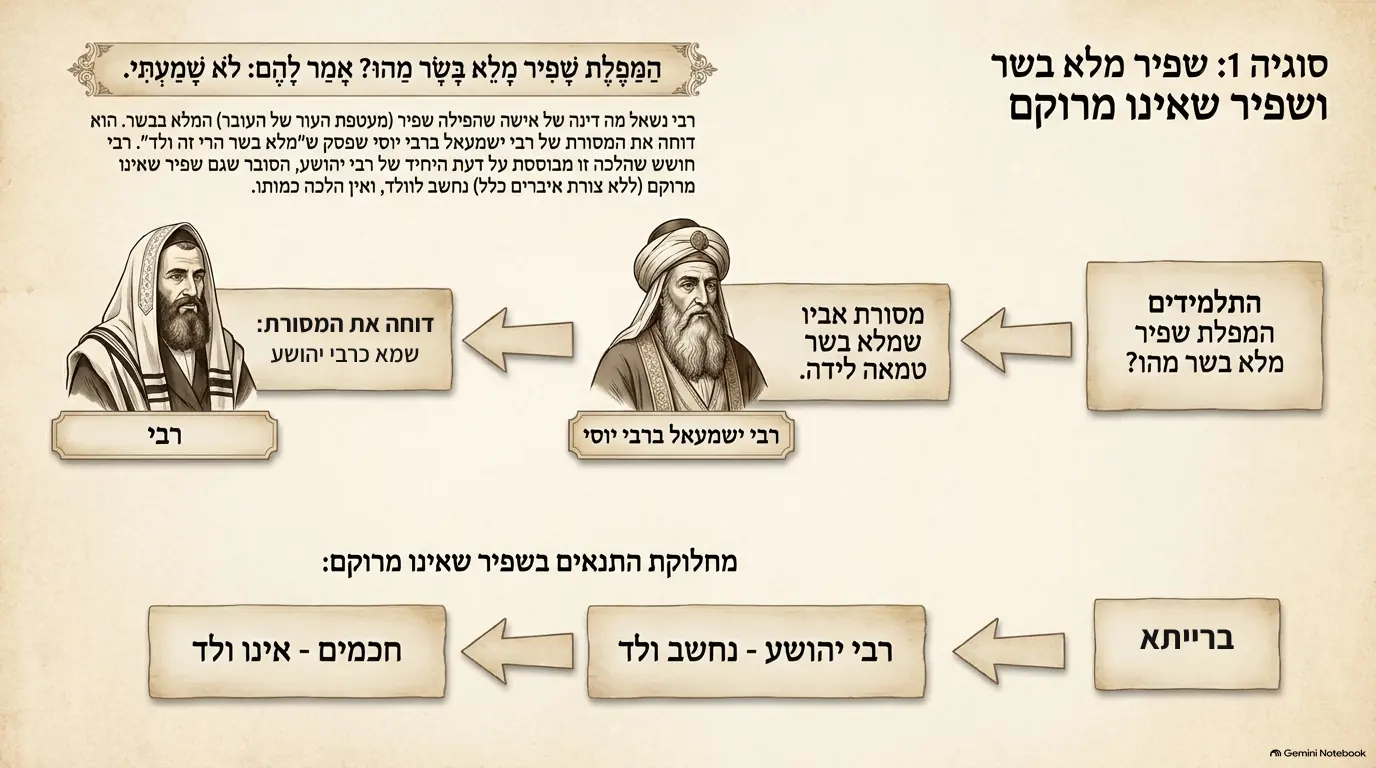 סוגיה 1: שפיר מלא בשר
ושפיר שאינו מרוקם
הַמַּפֶּלֶת שָׁפִיר מָלֵא בָּשָׂר מַהוּ? אָמַר לָהֶם: לֹא שָׁמַעְתִּי.
רבי נשאל מה דינה של אישה שהפילה שפיר (מעטפת העור של העובר) המלא בבשר. הוא
דוחה את המסורת של רבי ישמעאל ברבי יוסי שפסק ש"מלא בשר הרי זה ולד". רבי
חושש שהלכה זו מבוססת על דעת היחיד של רבי יהושע, הסובר שגם שפיר שאינו
מרוקם (ללא צורת איברים כלל) נחשב לוולד, ואין הלכה כמותו.
התלמידים
המפלת שפיר
מלא בשר מהו?
מסורת אביו
שמלא בשר
טמאה לידה.
רבי ישמעאל ברבי יוסי
דוחה את המסורת:
שמא כרבי יהושע
רבי
מחלוקת התנאים בשפיר שאינו מרוקם:
ברייתא
רבי יהושע - נחשב ולד
חכמים - אינו ולד
Gemini Notebook